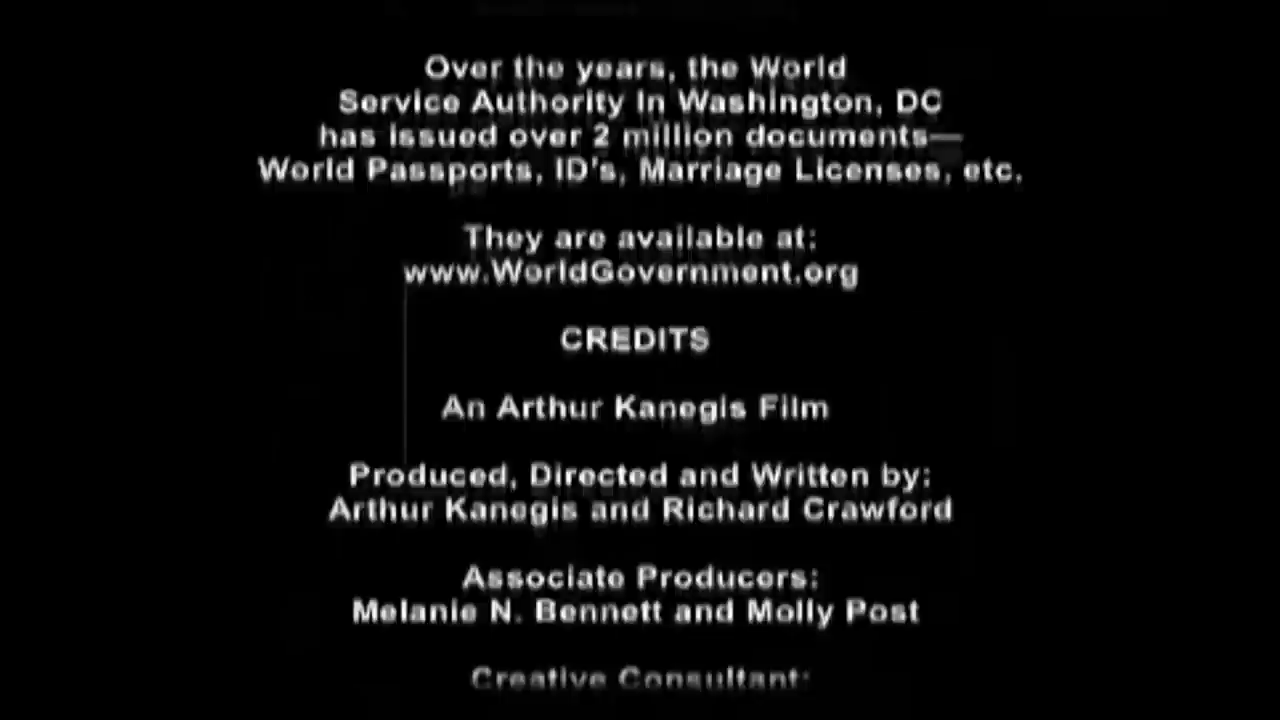 Over the years, the World
Service Authority in Washington, DC
has issued over 2 million documents—
World Passports, ID's, Marriage Licenses, etc.
They are available at:
www.WorldGovernment.org
CREDITS
An Arthur Kanegis Film
Produced, Directed and Written by:
Arthur Kanegis and Richard Crawford
Associate Producers:
Melanie N. Bennett and Molly Post
Creative Consultant: